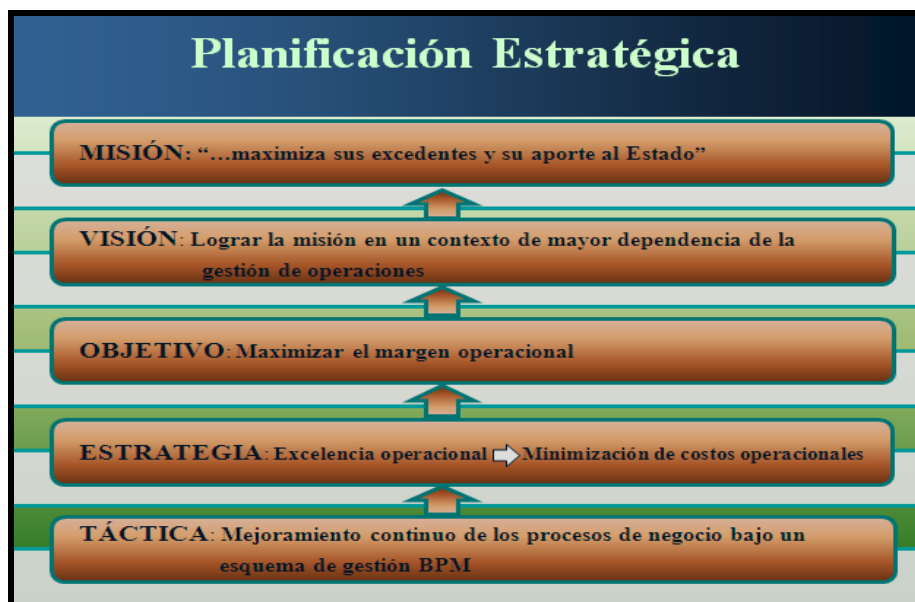 Planificación Estratégica
MISIÓN: “…maximiza sus excedentes y su aporte al Estado”
VISIÓN: Lograr la misión en un contexto de mayor dependencia de la
gestión de operaciones
OBJETIVO: Maximizar el margen operacional
ESTRATEGIA: Excelencia operacional Minimización de costos operacionales
TÁCTICA: Mejoramiento continuo de los procesos de negocio bajo un
esquema de gestión BPM